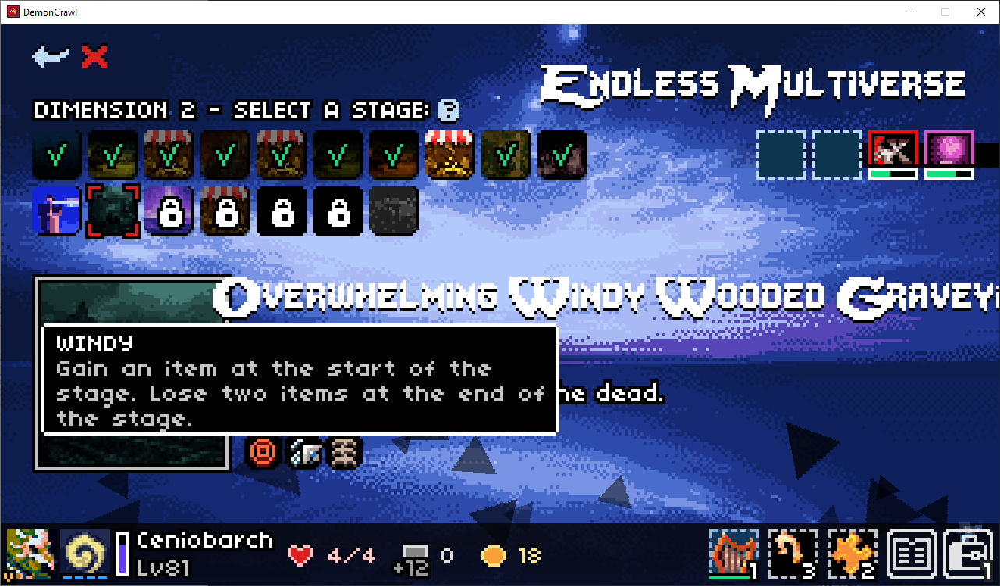 DemonCrawl
Endless Multiverse
DIMENSION 2 - SELECT A STAGE: ?
Overwhelming Windy Wooded
WINDY
Gain an item at the start of the
stage. Lose two items at the end of
the stage.
he dead.
Ceniobarch
Lv81
4/4
+12
0
18
1
3
2
1